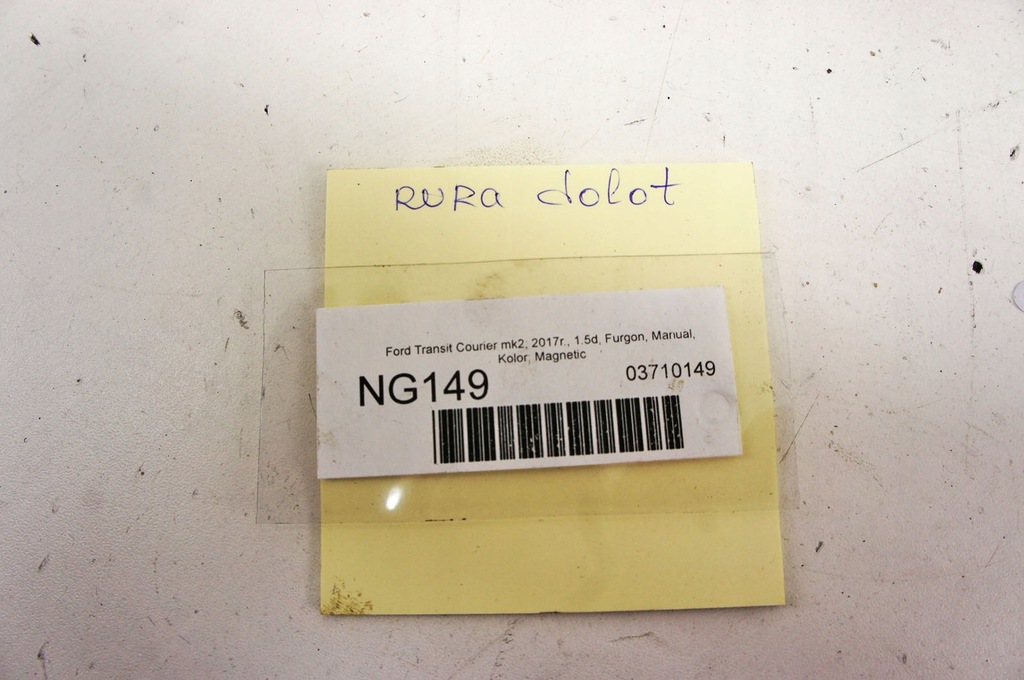 RURa dolot
Ford Transit Courier mk2, 2017r., 1.5d, Furgon, Manual,
Kolor, Magnetic
NG149
03710149